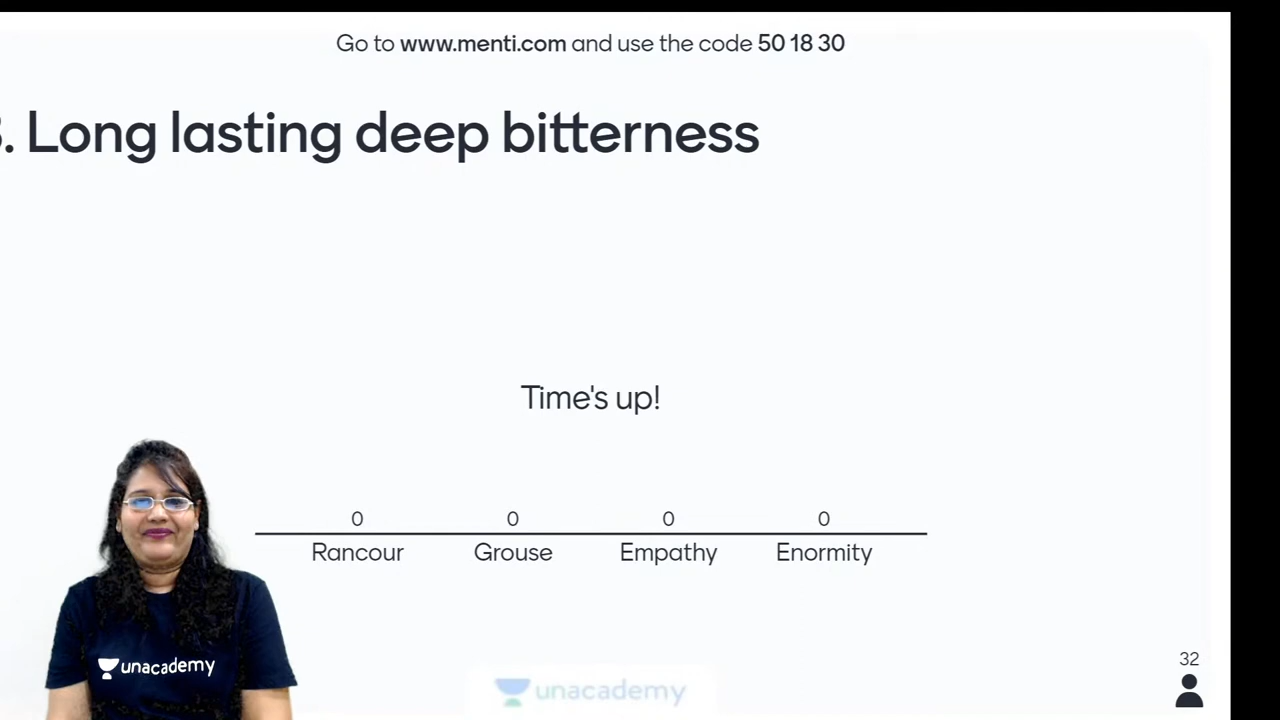 Go to www.menti.com and use the code 50 18 30
. Long lasting deep bitterness
Time's up!
0 0 0 0
Rancour Grouse Empathy Enormity
32
unacademy
unacademy